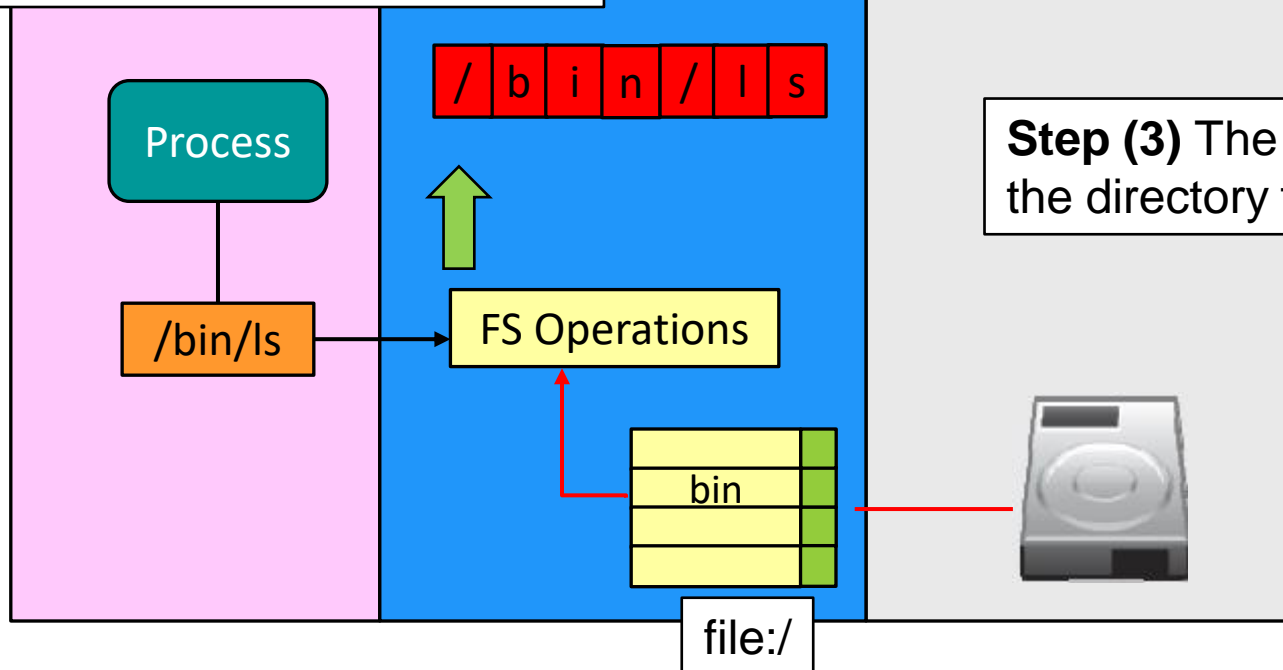 / b i n / l s
Process
Step (3) The
the directory
/bin/ls
FS Operations
bin
file:/